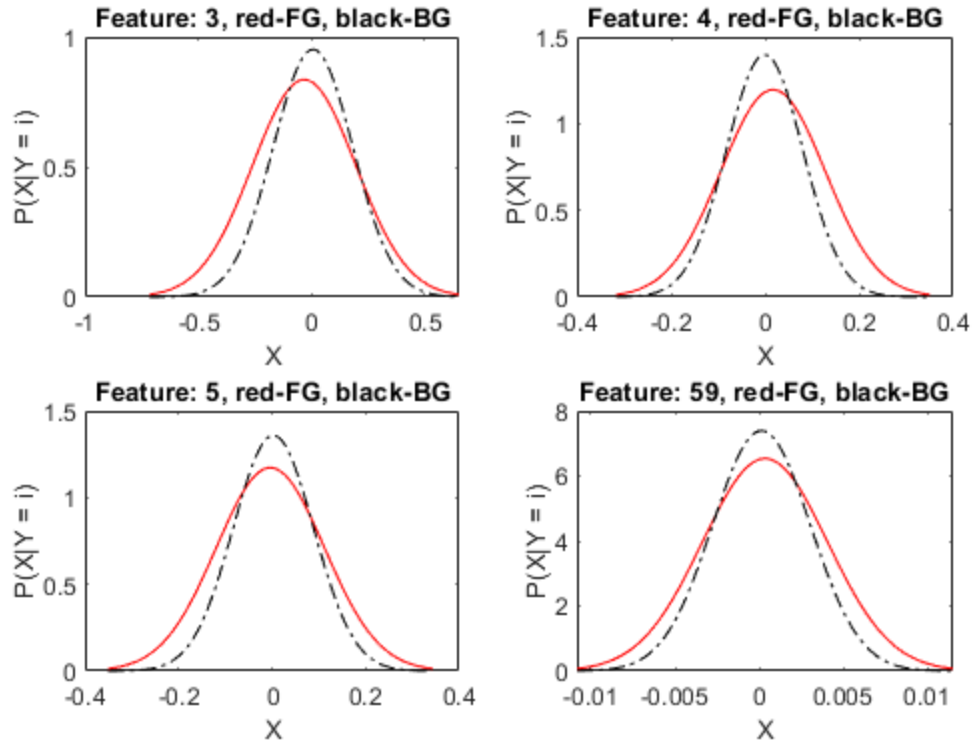 Feature: 3, red-FG, black-BG
P(X|Y = i)
1
0.5
0
-1
-0.5
0
0.5
X
Feature: 4, red-FG, black-BG
P(X|Y = i)
1.5
1
0.5
0
-0.4
-0.2
0
0.2
0.4
X
Feature: 5, red-FG, black-BG
P(X|Y = i)
1.5
1
0.5
0
-0.4
-0.2
0
0.2
0.4
X
Feature: 59, red-FG, black-BG
P(X|Y = i)
8
6
4
2
0
-0.01
-0.005
0
0.005
0.01
X